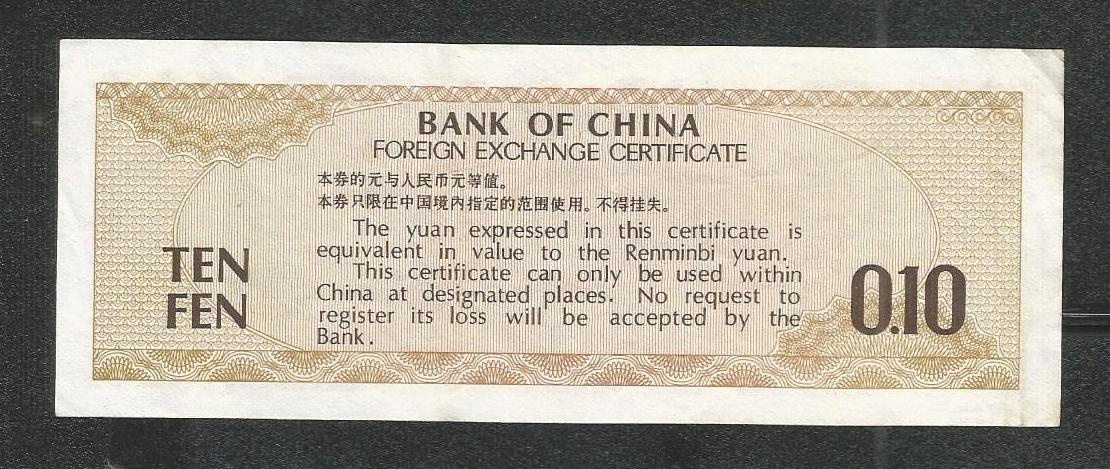 BANK OF CHINA
FOREIGN EXCHANGE CERTIFICATE
本券的元与人民币元等值。
本券只限在中国境内指定的范围使用。不得挂失。
The yuan expressed in this certificate is
equivalent in value to the Renminbi yuan.
This certificate can only be used within
China at designated places. No request to
register its loss will be accepted by the
Bank.
TEN
FEN
0.10